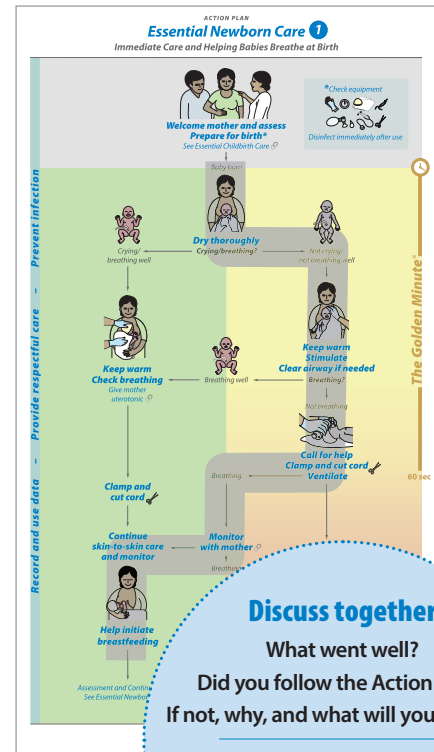 ACTION PLAN
Essential Newborn Care 1
Immediate Care and Helping Babies Breathe at Birth
*Check equipment
Disinfect immediately after use
Welcome mother and assess
Prepare for birth*
See Essential Childbirth Care
Baby born
Dry thoroughly
Crying/breathing?
Crying/
breathing well
Not crying/
not breathing well
Keep warm
Check breathing
Give mother
uterotonic
Breathing well
Keep warm
Stimulate
Clear airway if needed
Breathing?
Not breathing
Call for help
Clamp and cut cord
Ventilate
Breathing
Clamp and
cut cord
Continue
skin-to-skin care
and monitor
Monitor
with mother
Breathing
Help initiate
breastfeeding
Assessment and
See Essential
Record and use data – Provide respectful care – Prevent infection
The Golden Minute®
60 sec
Discuss together
What went well?
Did you follow the Action
If not, why, and what will you